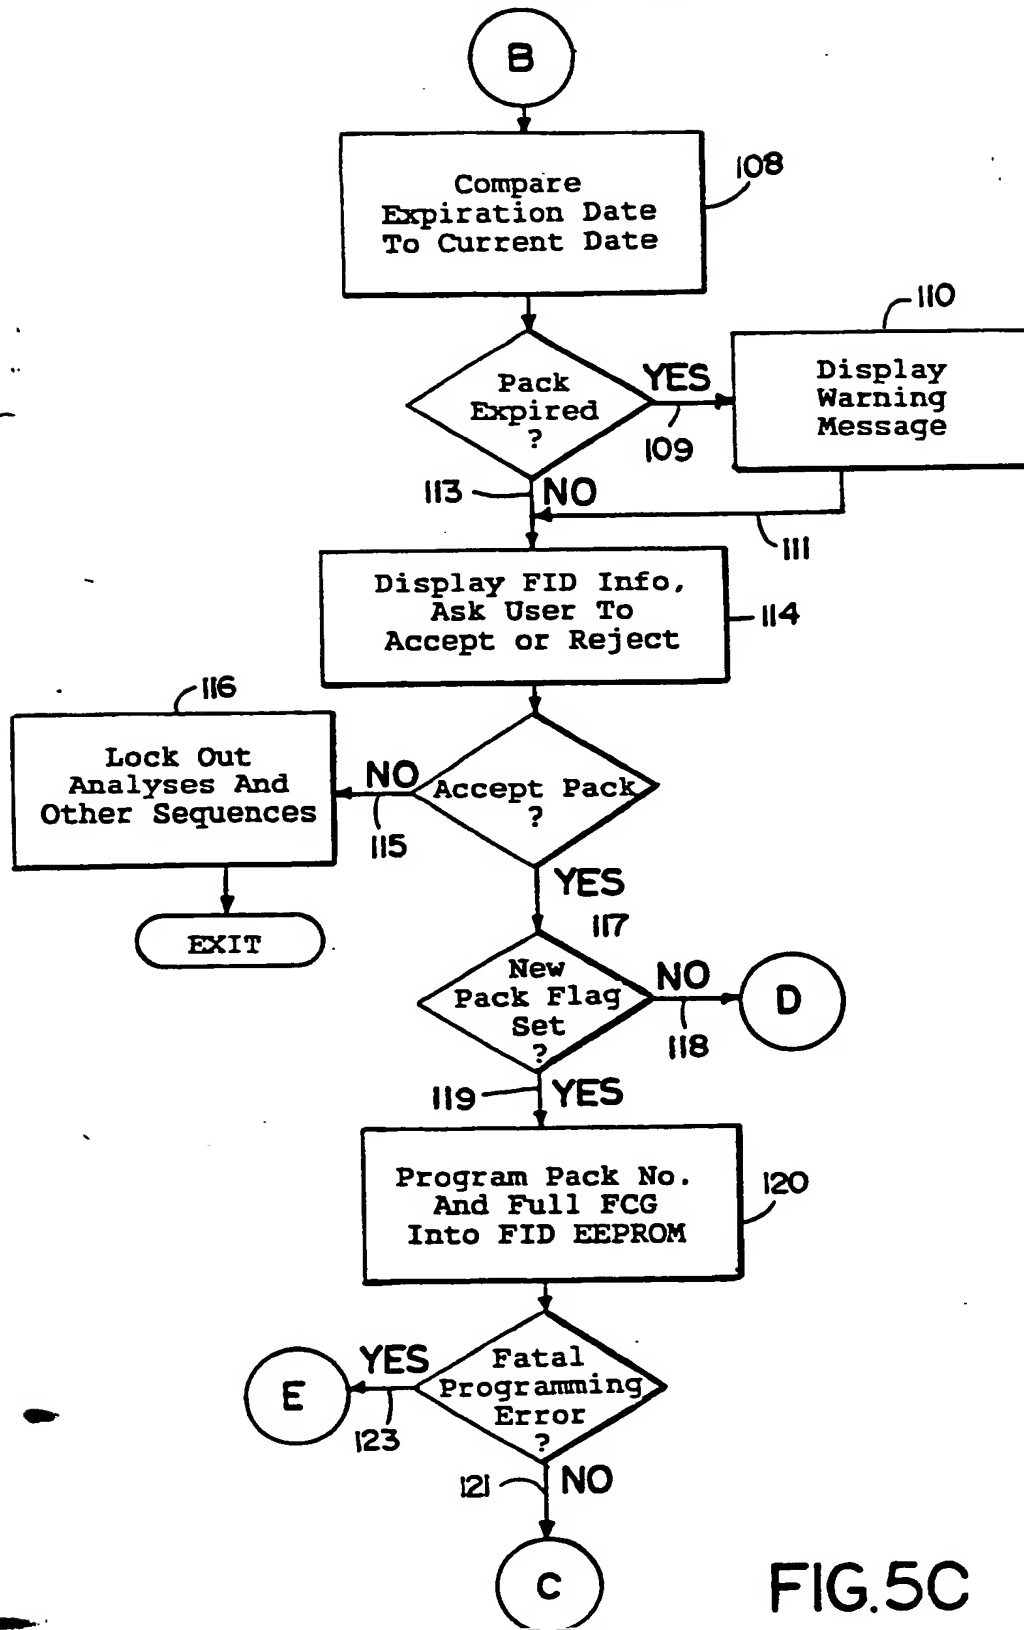 B
Compare
Expiration Date
To Current Date
108
Pack
Expired
?
YES
109
110
Display
Warning
Message
113
NO
111
Display FID Info,
Ask User To
Accept or Reject
114
116
Lock Out
Analyses And
Other Sequences
NO
115
Accept Pack
?
EXIT
YES
117
New
Pack Flag
Set
?
NO
118
D
119
YES
Program Pack No.
And Full FCG
Into FID EEPROM
120
Fatal
Programming
Error
?
YES
123
E
121
NO
C
FIG.5C